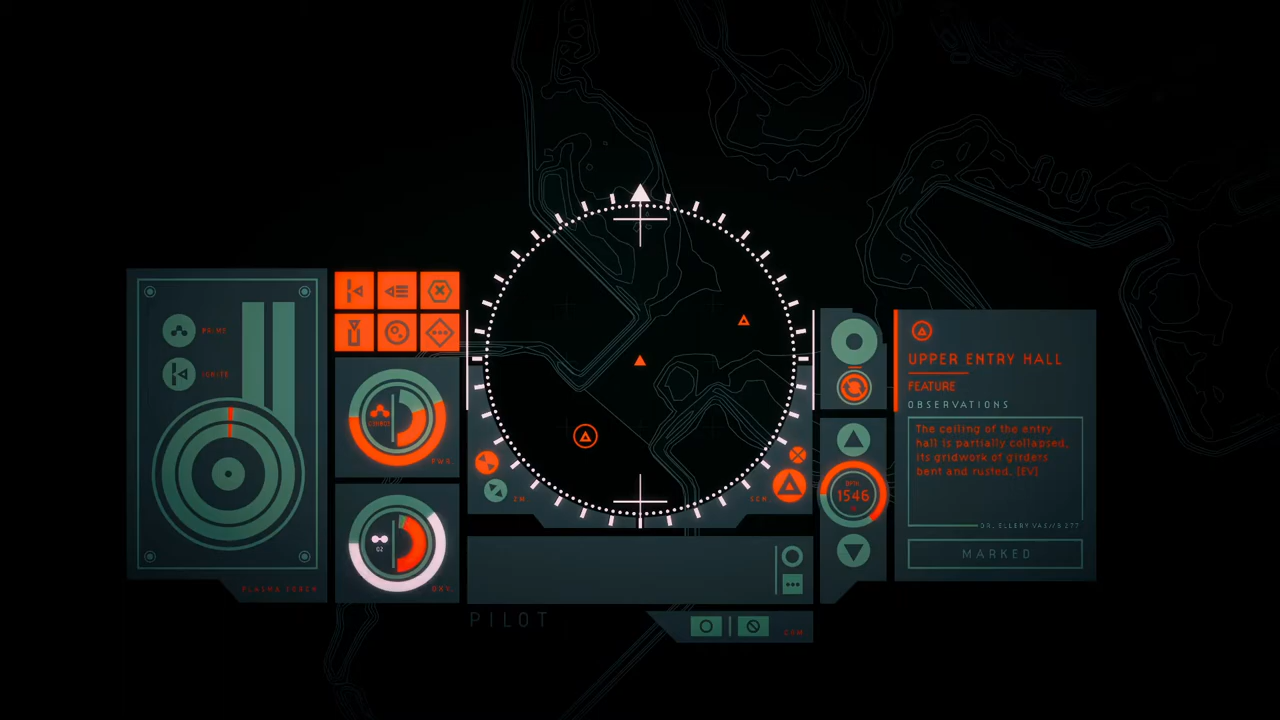 PRIME
IGNITE
PLASMA TORCH
PWR.
O2
OXY.
ZM
SCN
PILOT
COM
1546
UPPER ENTRY HALL
FEATURE
OBSERVATIONS
The ceiling of the entry
hall is partially collapsed,
its gridwork of girders
bent and rusted. [EV]
MARKED